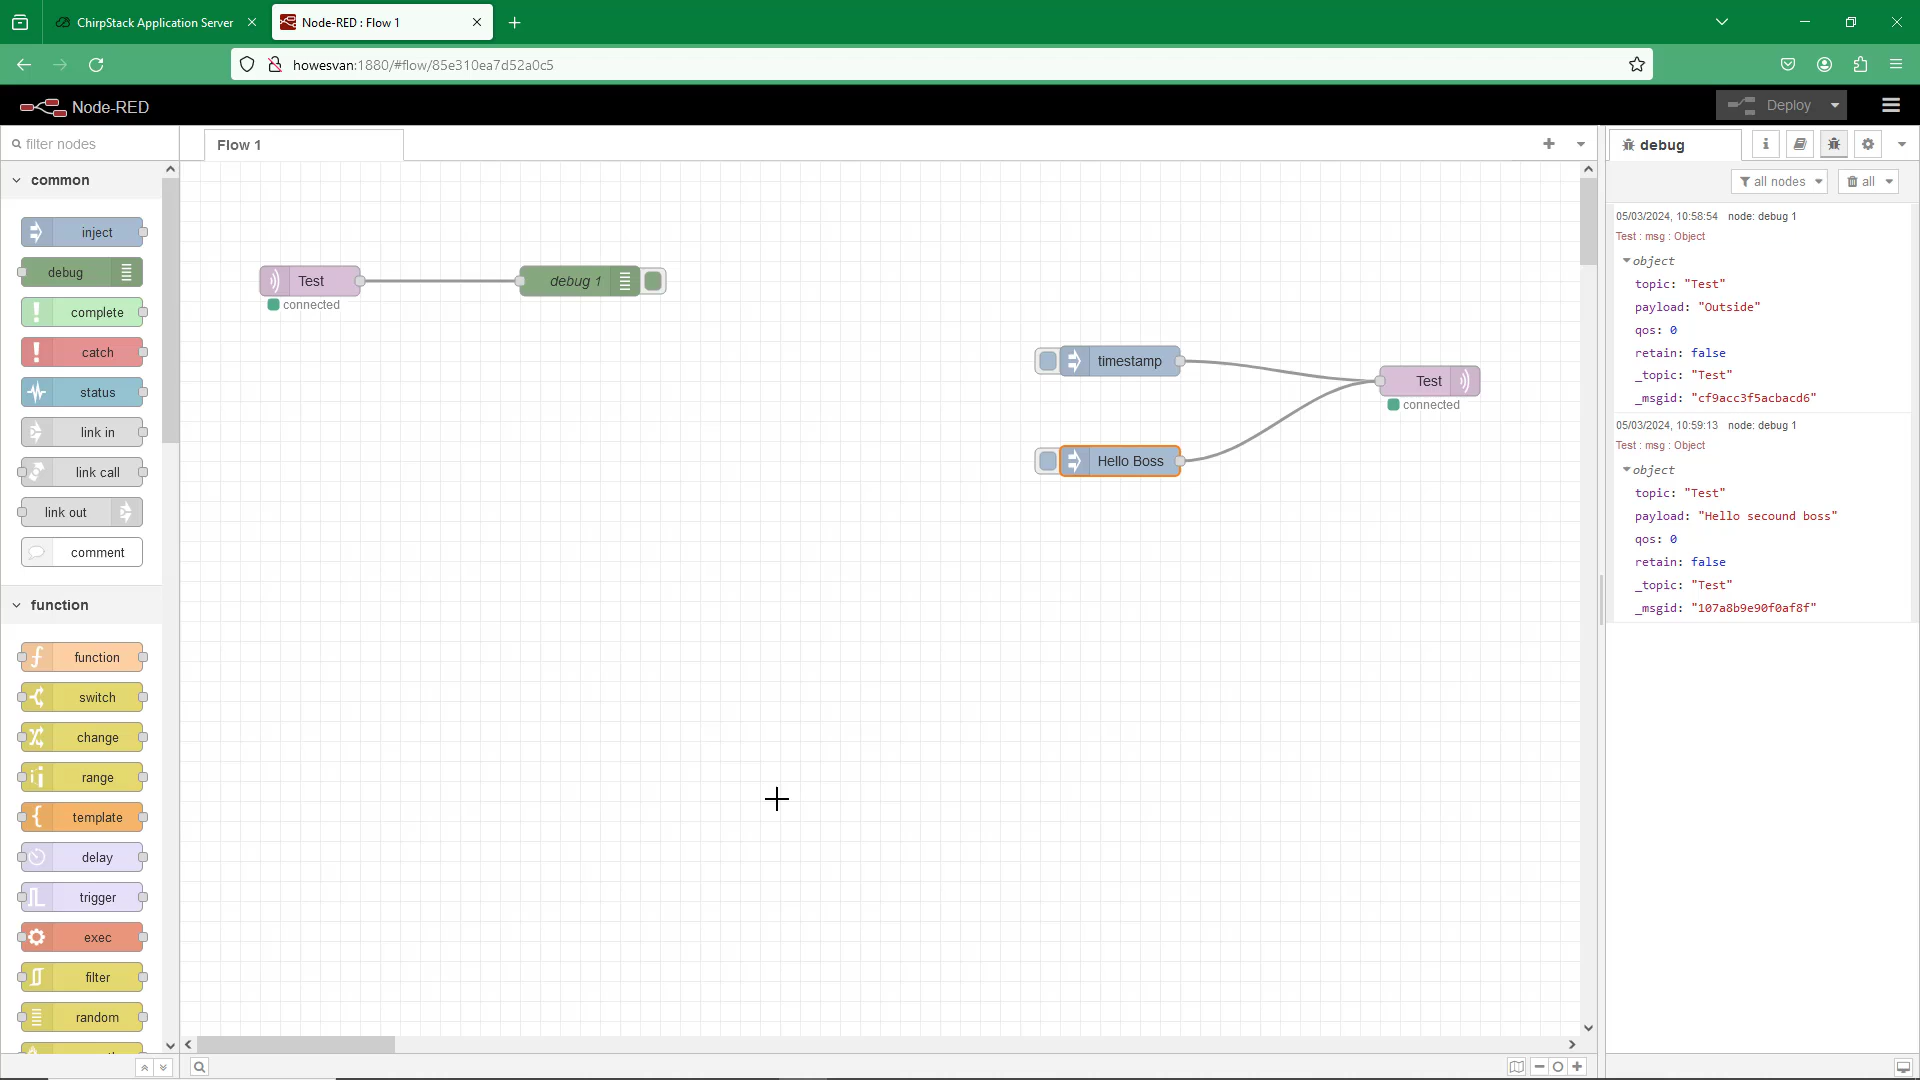 ChirpStack Application Server
Node-RED : Flow 1
howesvan:1880/#flow/85e310ea7d52a0c5
Node-RED
Deploy
filter nodes
Flow 1
debug
i
common
all nodes
all
inject
debug
complete
catch
status
link in
link call
link out
comment
function
function
switch
change
range
template
delay
trigger
exec
filter
random
Test
connected
debug 1
timestamp
Hello Boss
Test
connected
05/03/2024, 10:58:54 node: debug 1
Test : msg : Object
object
topic: "Test"
payload: "Outside"
qos: 0
retain: false
_topic: "Test"
_msgid: "cf9acc3f5acbacd6"
05/03/2024, 10:59:13 node: debug 1
Test : msg : Object
object
topic: "Test"
payload: "Hello secound boss"
qos: 0
retain: false
_topic: "Test"
_msgid: "107a8b9e90f0af8f"